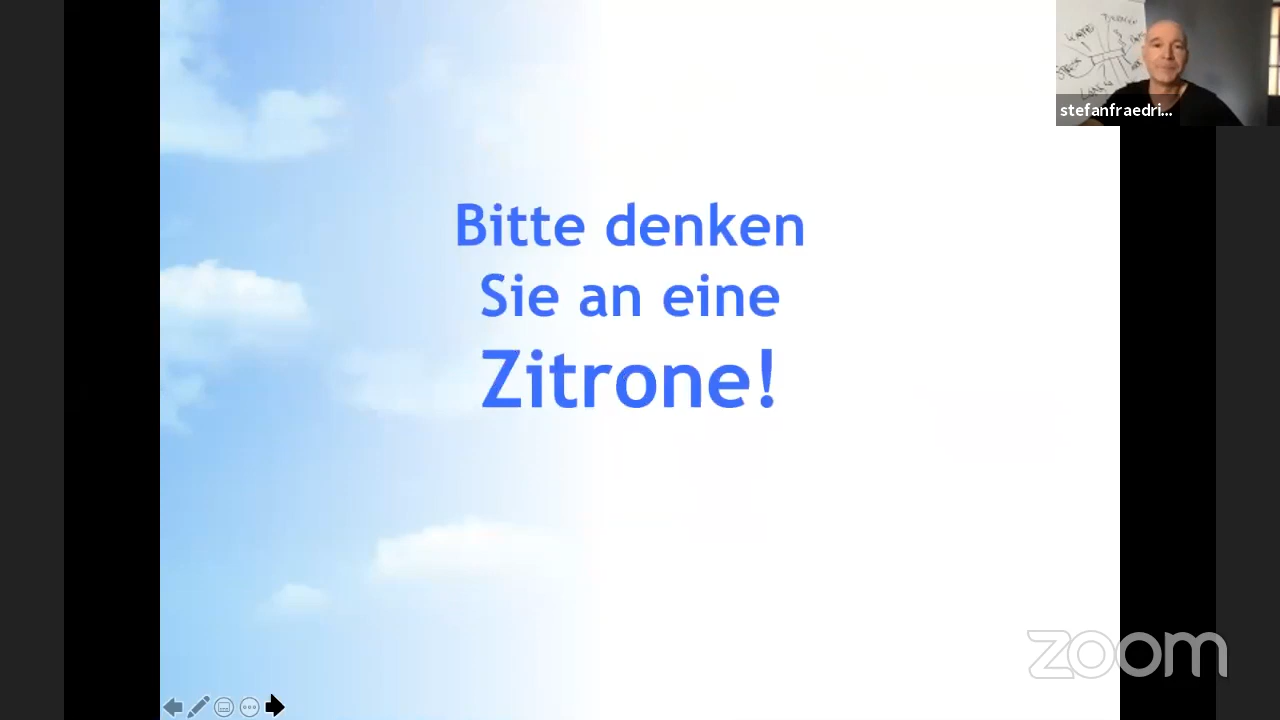 Bitte denken
Sie an eine
Zitrone!
stefanfraedri...
zoom